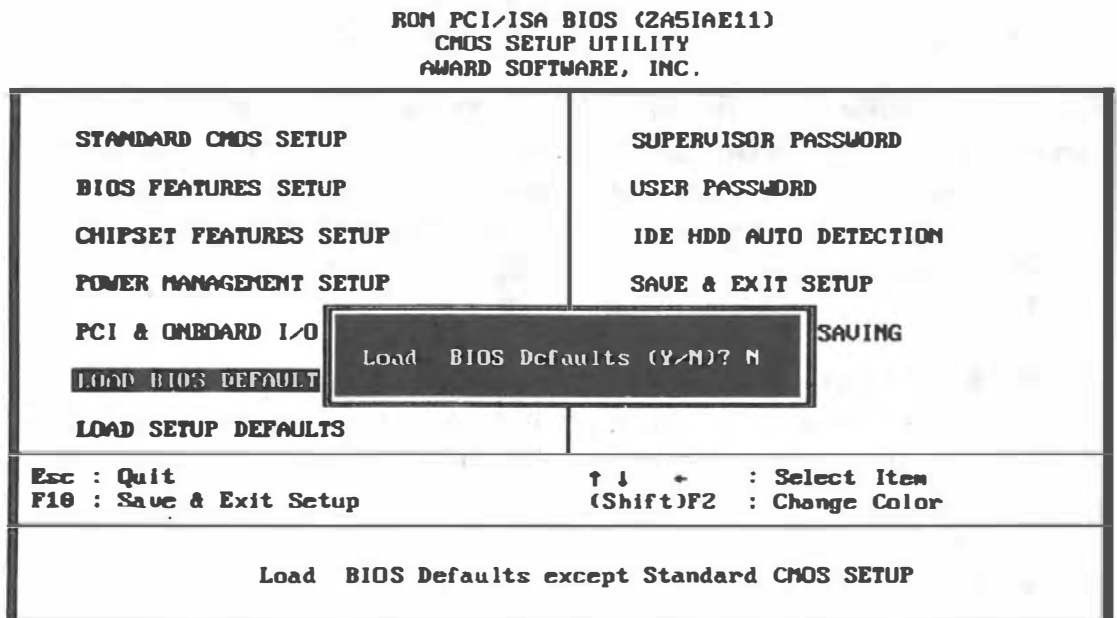 ROM PCI/ISA BIOS (2A5IAE11)
CMOS SETUP UTILITY
AWARD SOFTWARE, INC.
STANDARD CMOS SETUP
BIOS FEATURES SETUP
CHIPSET FEATURES SETUP
POWER MANAGEMENT SETUP
PCI & ONBOARD I/O
LOAD BIOS DEFAULT
LOAD SETUP DEFAULTS
SUPERVISOR PASSWORD
USER PASSWORD
IDE HDD AUTO DETECTION
SAVE & EXIT SETUP
SAVING
Load BIOS Defaults (Y/N)? N
Esc : Quit
F10 : Save & Exit Setup
↑ ↓ ← : Select Item
(Shift)F2 : Change Color
Load BIOS Defaults except Standard CMOS SETUP